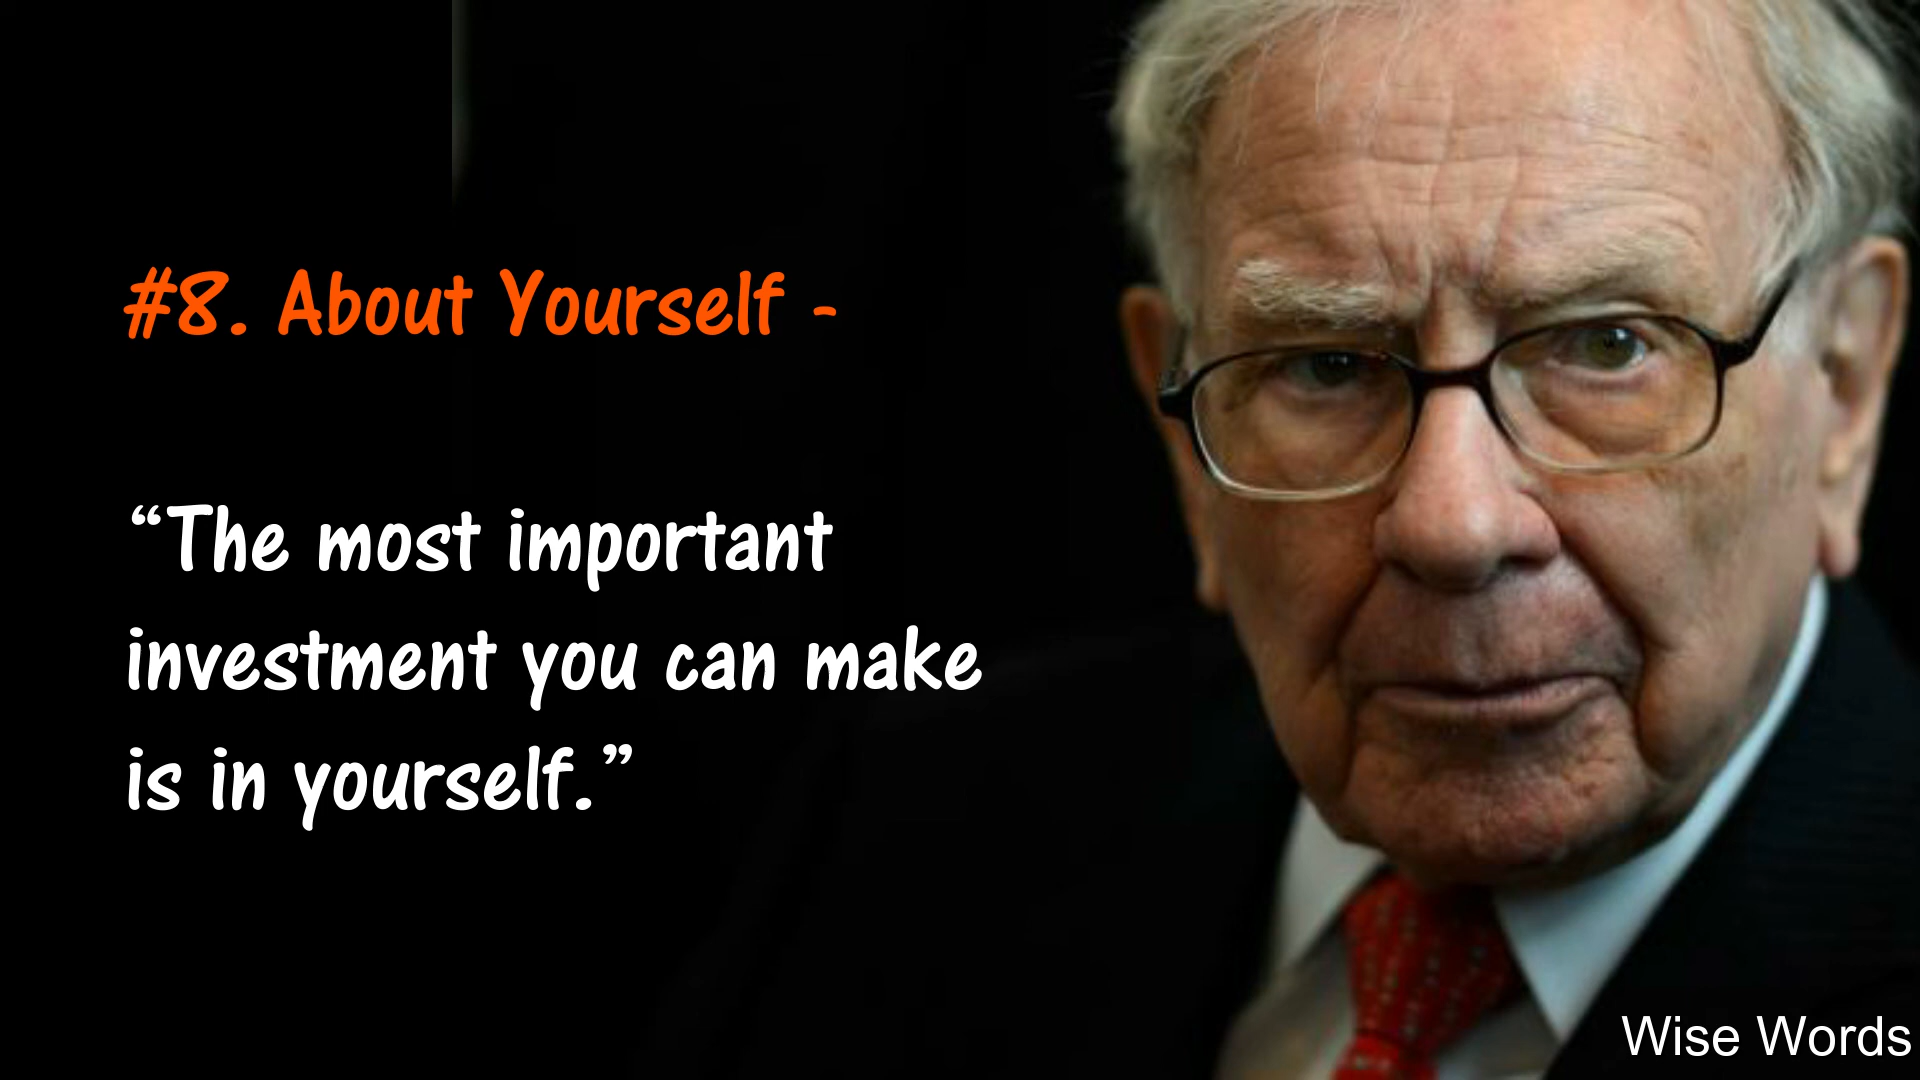 #8. About Yourself -
“The most important
investment you can make
is in yourself.”
Wise Words